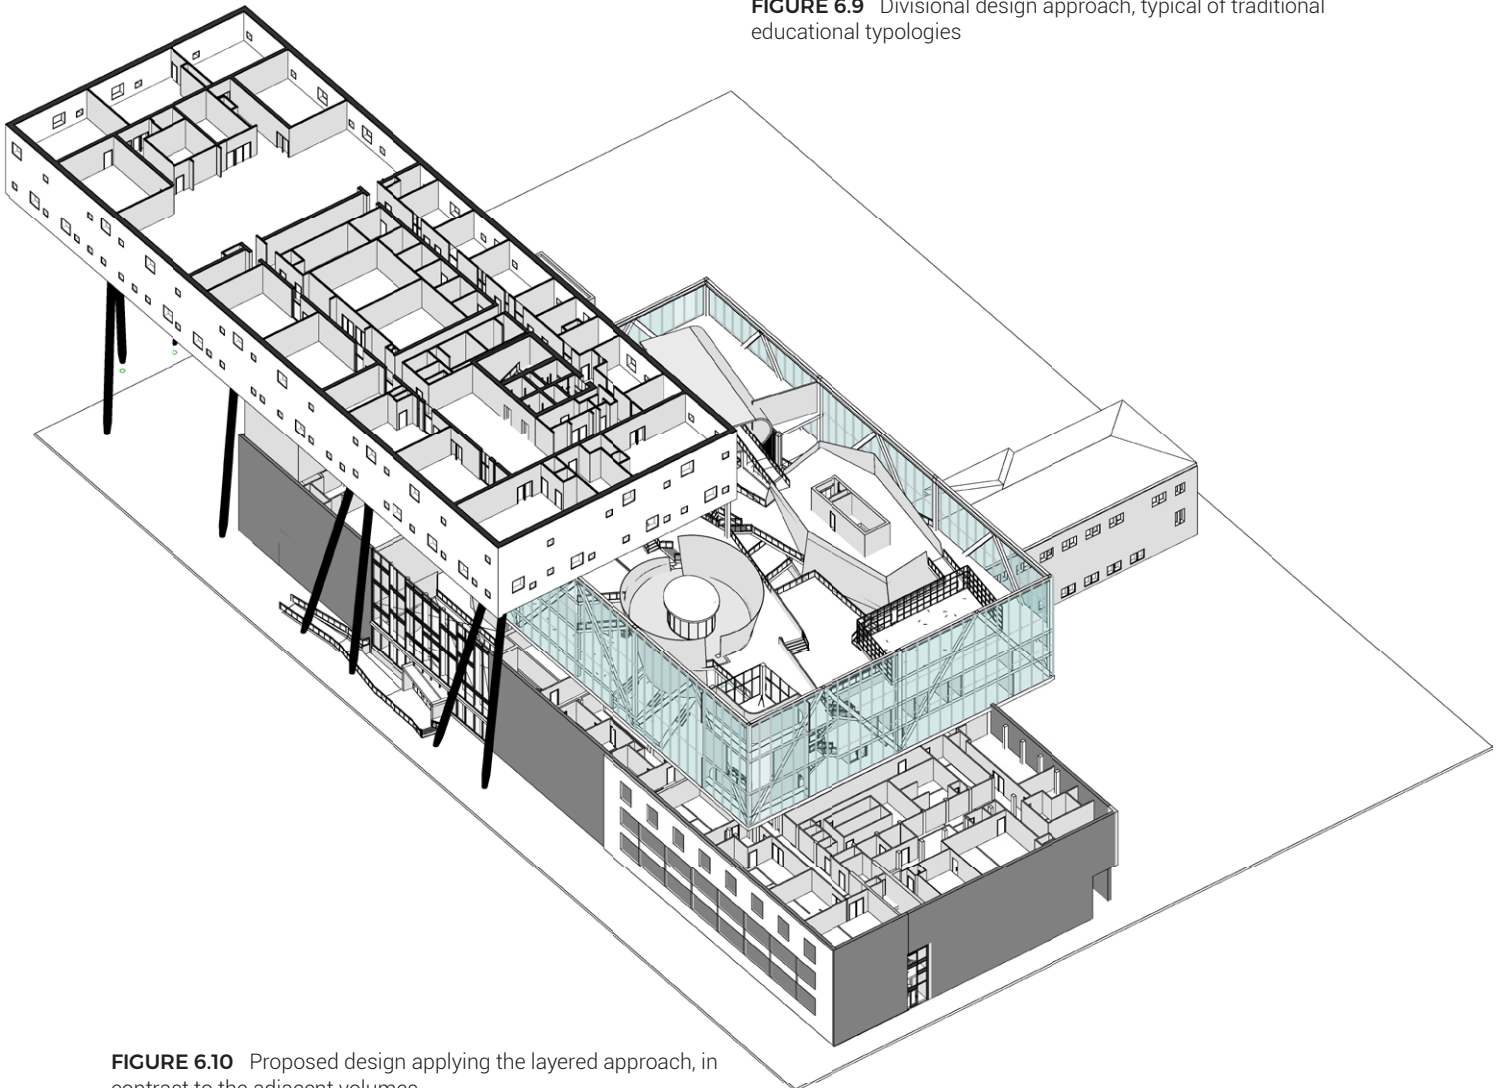 FIGURE 6.9 Divisional design approach, typical of traditional
educational typologies
FIGURE 6.10 Proposed design applying the layered approach, in
contrast to the adjacent volumes